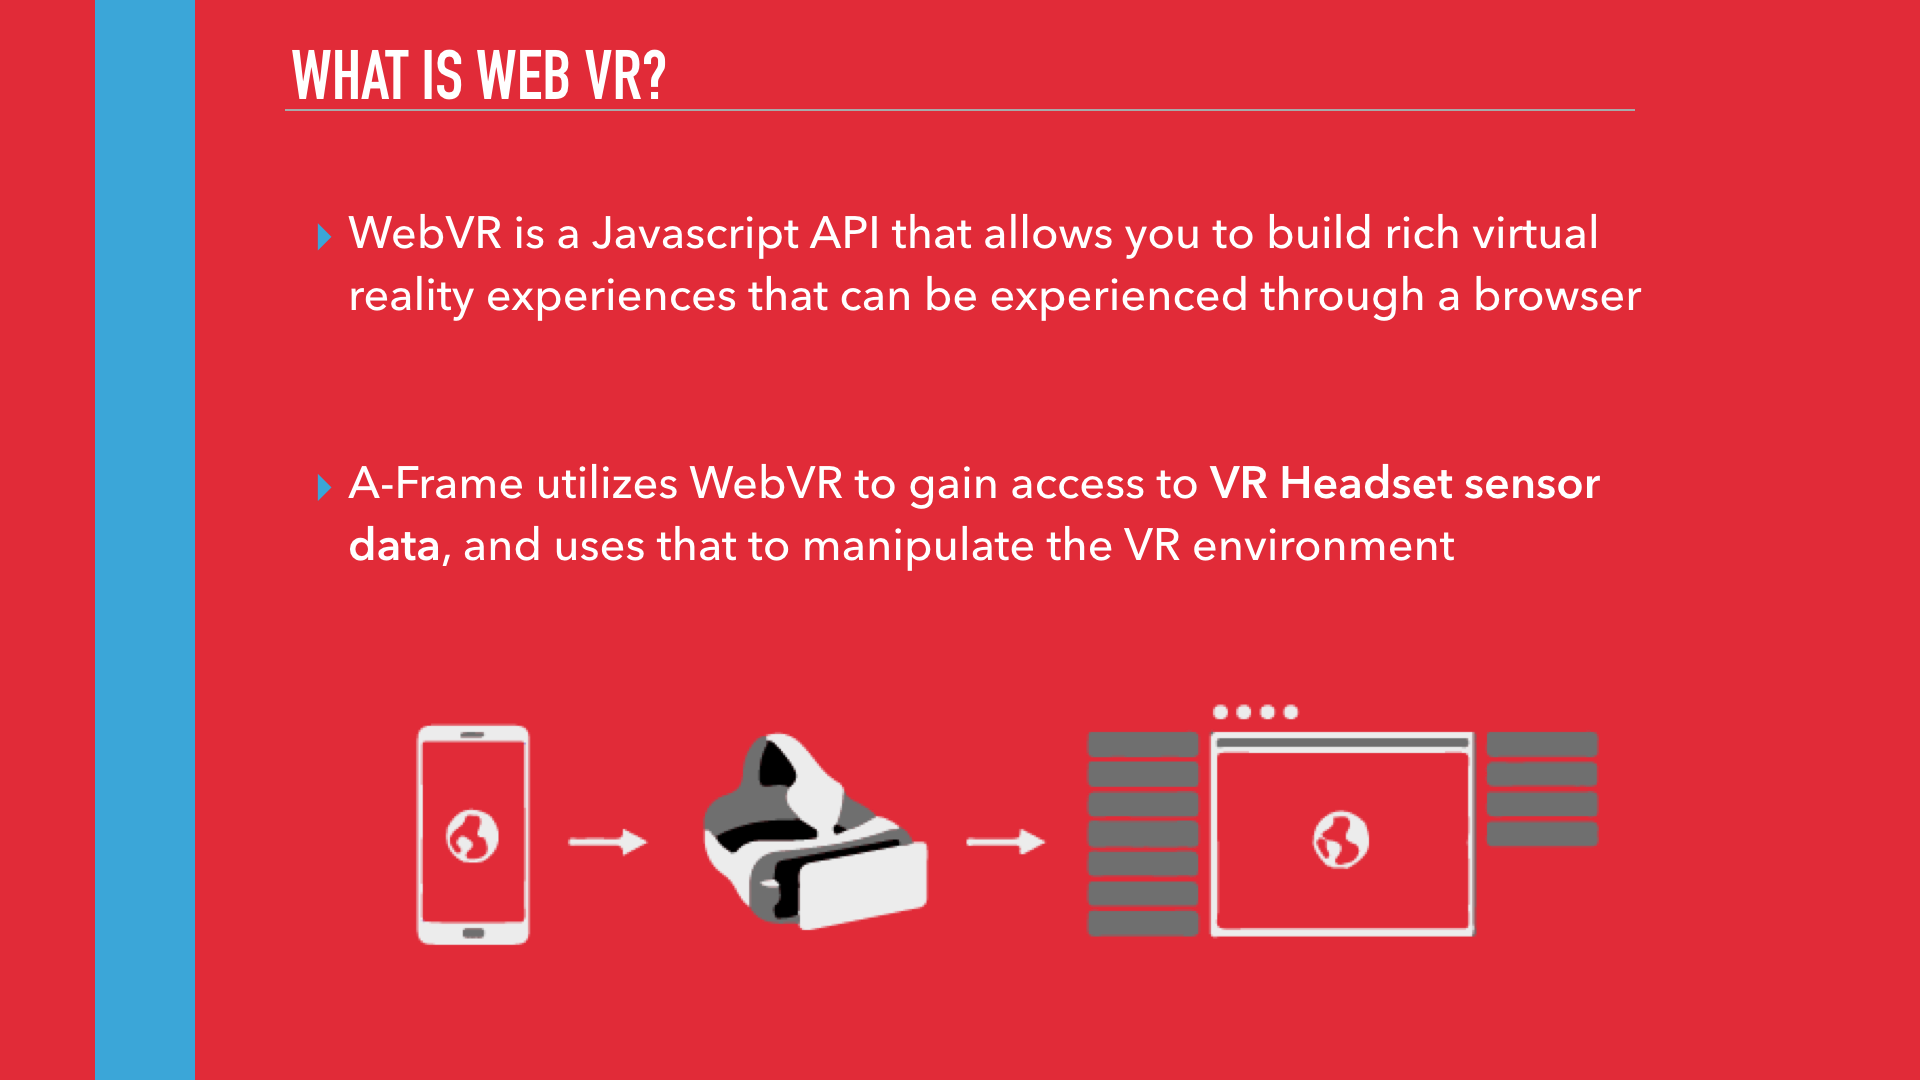 WHAT IS WEB VR?
▸ WebVR is a Javascript API that allows you to build rich virtual
reality experiences that can be experienced through a browser
▸ A-Frame utilizes WebVR to gain access to VR Headset sensor
data, and uses that to manipulate the VR environment